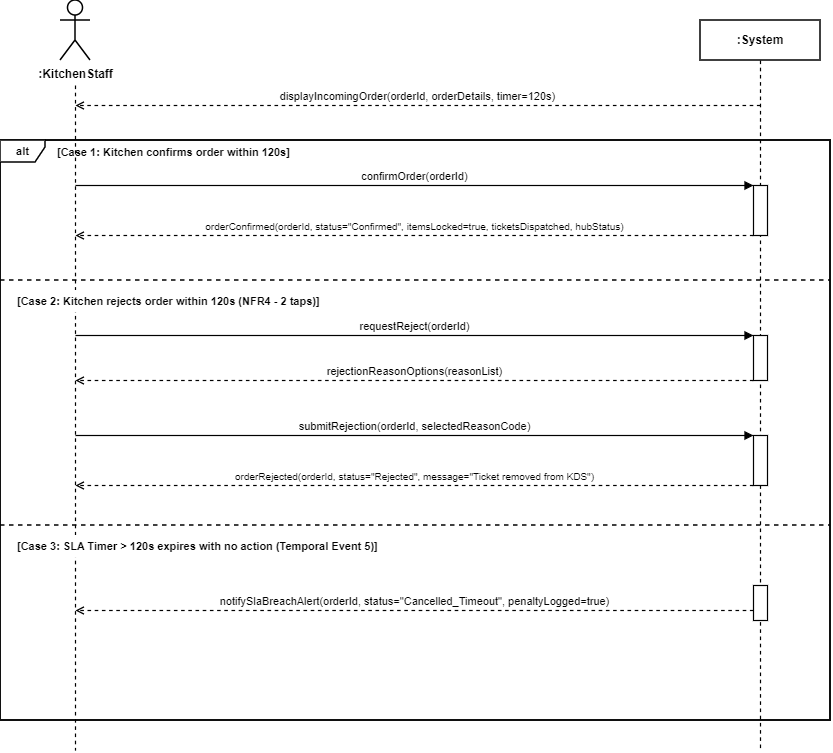 :System
:KitchenStaff
displayIncomingOrder(orderId, orderDetails, timer=120s)
alt
[Case 1: Kitchen confirms order within 120s]
confirmOrder(orderId)
orderConfirmed(orderId, status="Confirmed", itemsLocked=true, ticketsDispatched, hubStatus)
[Case 2: Kitchen rejects order within 120s (NFR4 - 2 taps)]
requestReject(orderId)
rejectionReasonOptions(reasonList)
submitRejection(orderId, selectedReasonCode)
orderRejected(orderId, status="Rejected", message="Ticket removed from KDS")
[Case 3: SLA Timer > 120s expires with no action (Temporal Event 5)]
notifySlaBreachAlert(orderId, status="Cancelled_Timeout", penaltyLogged=true)